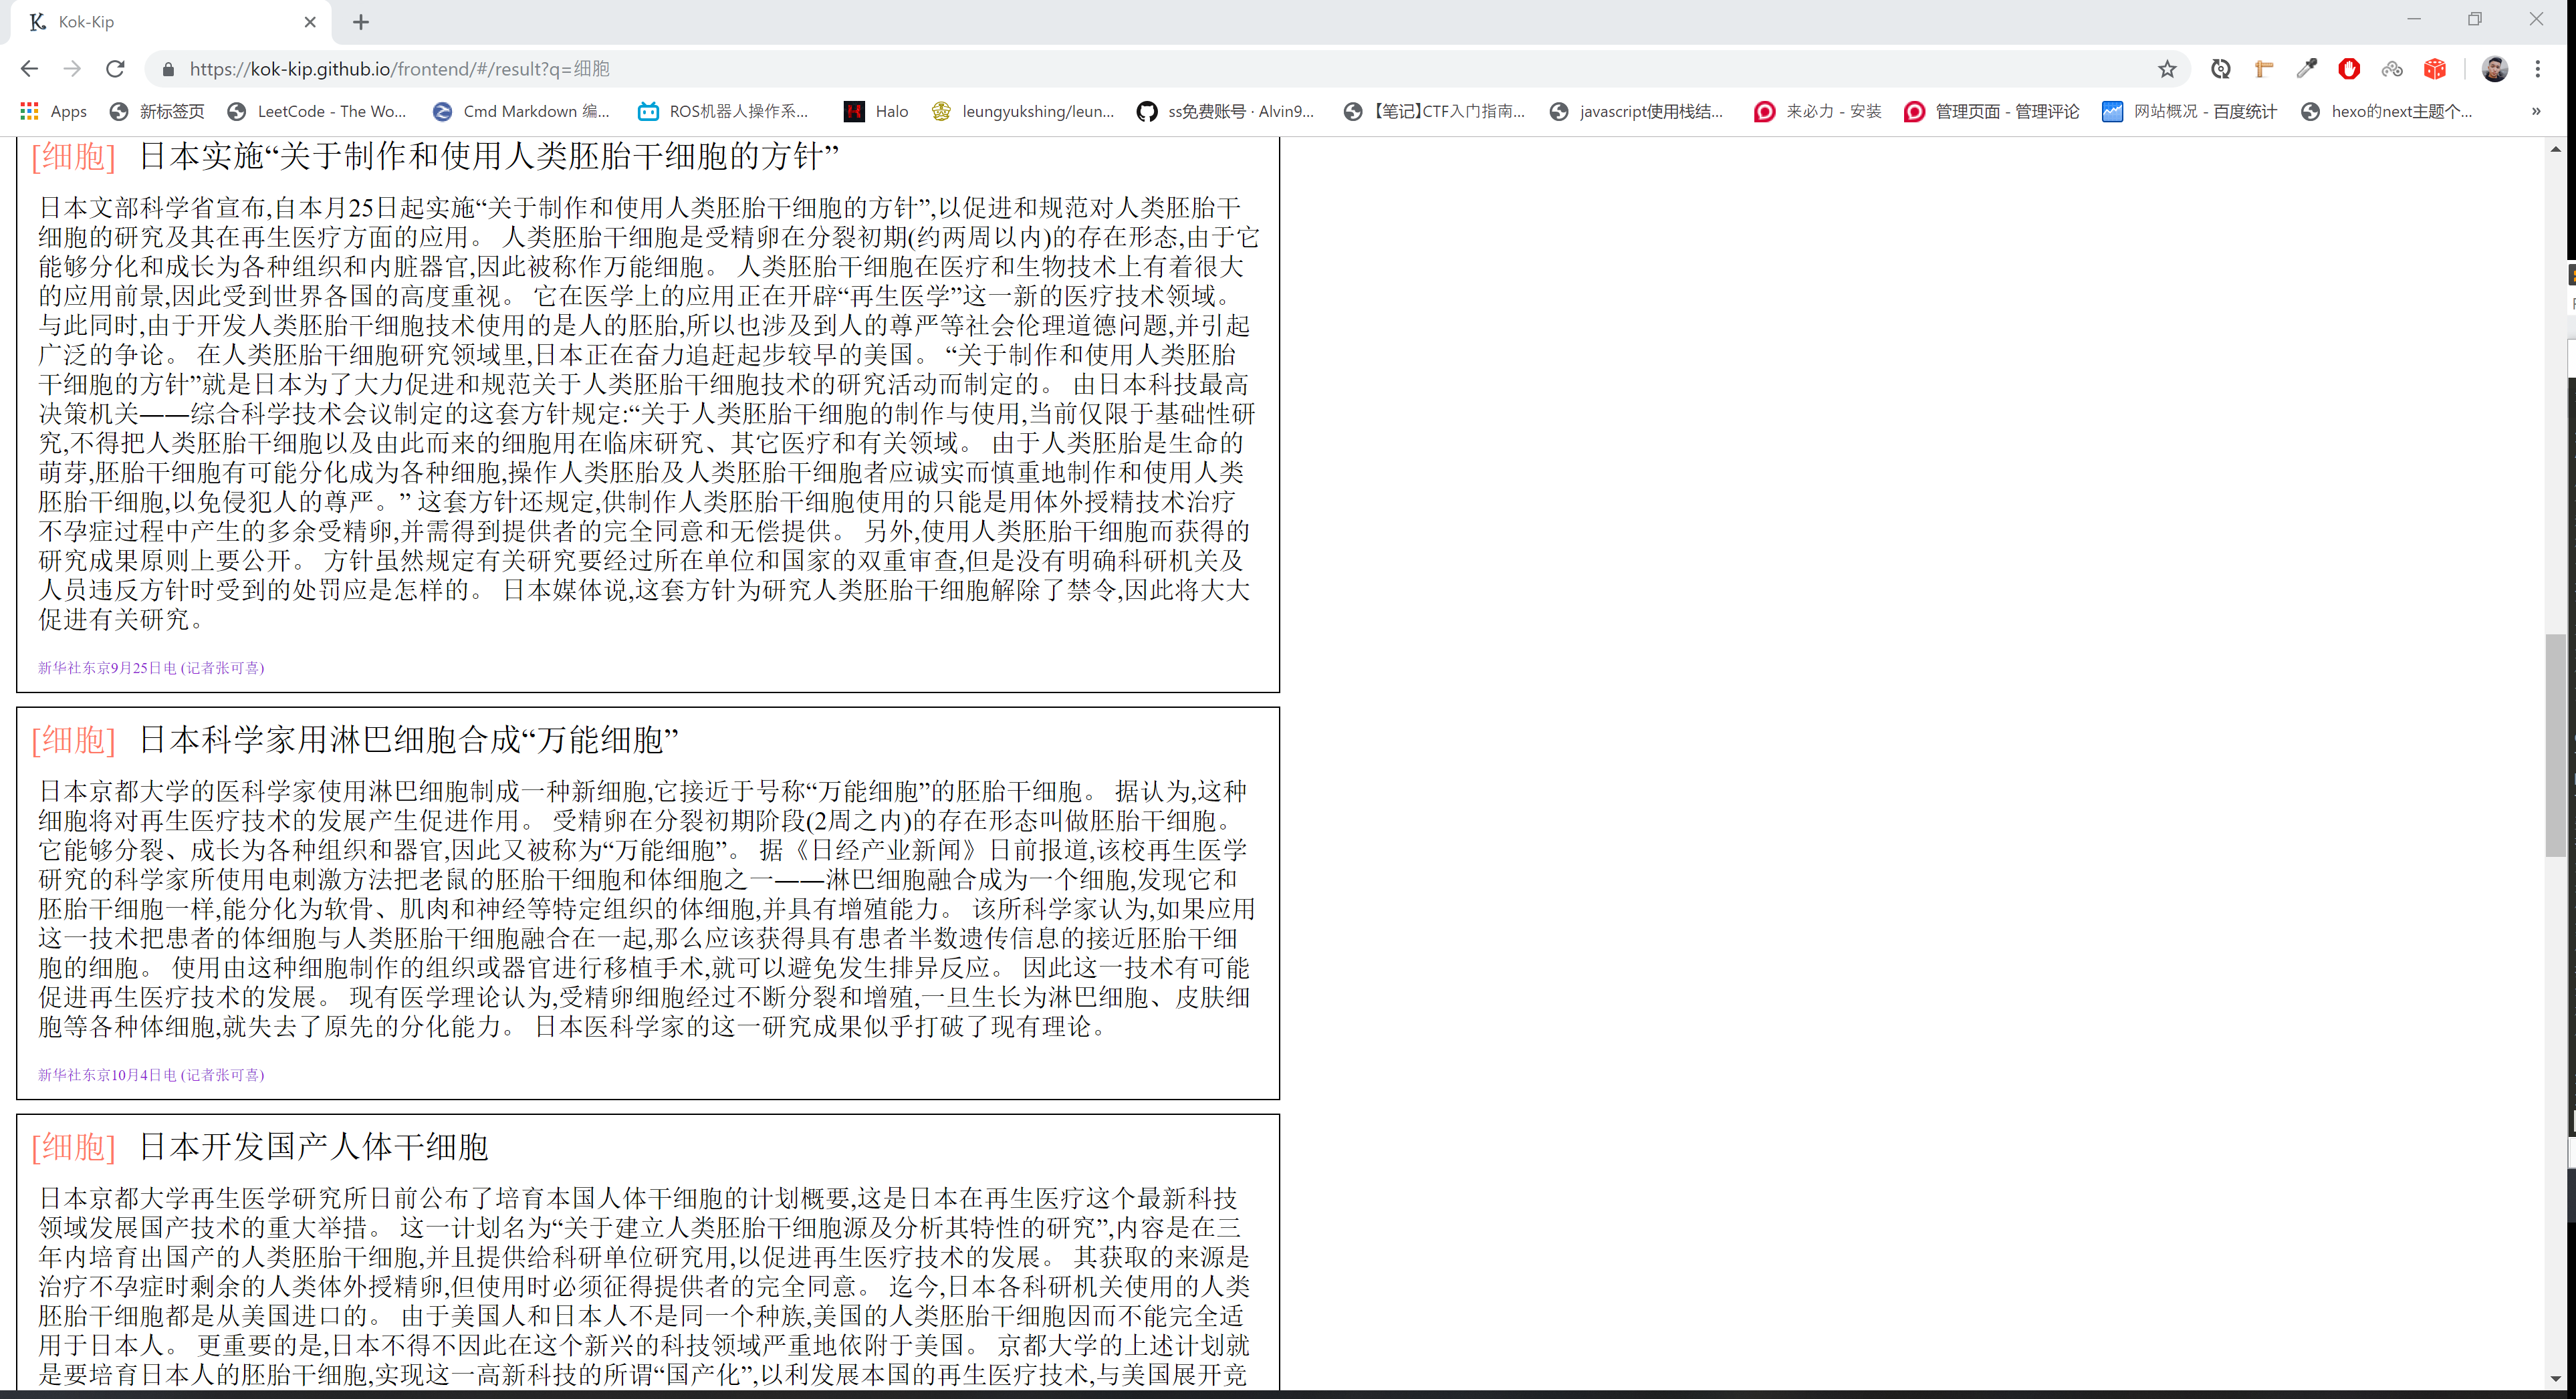 Kok-Kip
https://kok-kip.github.io/frontend/#/result?q=细胞
Apps 新标签页 LeetCode - The Wo... Cmd Markdown 编... ROS机器人操作系... Halo leungyukshing/leun... ss免费账号 · Alvin9... 【笔记】CTF入门指南... javascript使用栈结... 来必力 - 安装 管理页面 - 管理评论 网站概况 - 百度统计 hexo的next主题个... »
[细胞] 日本实施“关于制作和使用人类胚胎干细胞的方针”
日本文部科学省宣布,自本月25日起实施“关于制作和使用人类胚胎干细胞的方针”,以促进和规范对人类胚胎干
细胞的研究及其在再生医疗方面的应用。 人类胚胎干细胞是受精卵在分裂初期(约两周以内)的存在形态,由于它
能够分化和成长为各种组织和内脏器官,因此被称作万能细胞。 人类胚胎干细胞在医疗和生物技术上有着很大
的应用前景,因此受到世界各国的高度重视。 它在医学上的应用正在开辟“再生医学”这一新的医疗技术领域。
与此同时,由于开发人类胚胎干细胞技术使用的是人的胚胎,所以也涉及到人的尊严等社会伦理道德问题,并引起
广泛的争论。 在人类胚胎干细胞研究领域里,日本正在奋力追赶起步较早的美国。 “关于制作和使用人类胚胎
干细胞的方针”就是日本为了大力促进和规范关于人类胚胎干细胞技术的研究活动而制定的。 由日本科技最高
决策机关——综合科学技术会议制定的这套方针规定:“关于人类胚胎干细胞的制作与使用,当前仅限于基础性研
究,不得把人类胚胎干细胞以及由此而来的细胞用在临床研究、其它医疗和有关领域。 由于人类胚胎是生命的
萌芽,胚胎干细胞有可能分化成为各种细胞,操作人类胚胎及人类胚胎干细胞者应诚实而慎重地制作和使用人类
胚胎干细胞,以免侵犯人的尊严。” 这套方针还规定,供制作人类胚胎干细胞使用的只能是用体外授精技术治疗
不孕症过程中产生的多余受精卵,并需得到提供者的完全同意和无偿提供。 另外,使用人类胚胎干细胞而获得的
研究成果原则上要公开。 方针虽然规定有关研究要经过所在单位和国家的双重审查,但是没有明确科研机关及
人员违反方针时受到的处罚应是怎样的。 日本媒体说,这套方针为研究人类胚胎干细胞解除了禁令,因此将大大
促进有关研究。
新华社东京9月25日电 (记者张可喜)
[细胞] 日本科学家用淋巴细胞合成“万能细胞”
日本京都大学的医科学家使用淋巴细胞制成一种新细胞,它接近于号称“万能细胞”的胚胎干细胞。 据认为,这种
细胞将对再生医疗技术的发展产生促进作用。 受精卵在分裂初期阶段(2周之内)的存在形态叫做胚胎干细胞。
它能够分裂、成长为各种组织和器官,因此又被称为“万能细胞”。 据《日经产业新闻》日前报道,该校再生医学
研究的科学家所使用电刺激方法把老鼠的胚胎干细胞和体细胞之一——淋巴细胞融合成为一个细胞,发现它和
胚胎干细胞一样,能分化为软骨、肌肉和神经等特定组织的体细胞,并具有增殖能力。 该所科学家认为,如果应用
这一技术把患者的体细胞与人类胚胎干细胞融合在一起,那么应该获得具有患者半数遗传信息的接近胚胎干细
胞的细胞。 使用由这种细胞制作的组织或器官进行移植手术,就可以避免发生排异反应。 因此这一技术有可能
促进再生医疗技术的发展。 现有医学理论认为,受精卵细胞经过不断分裂和增殖,一旦生长为淋巴细胞、皮肤细
胞等各种体细胞,就失去了原先的分化能力。 日本医科学家的这一研究成果似乎打破了现有理论。
新华社东京10月4日电 (记者张可喜)
[细胞] 日本开发国产人体干细胞
日本京都大学再生医学研究所日前公布了培育本国人体干细胞的计划概要,这是日本在再生医疗这个最新科技
领域发展国产技术的重大举措。 这一计划名为“关于建立人类胚胎干细胞源及分析其特性的研究”,内容是在三
年内培育出国产的人类胚胎干细胞,并且提供给科研单位研究用,以促进再生医疗技术的发展。 其获取的来源是
治疗不孕症时剩余的人类体外授精卵,但使用时必须征得提供者的完全同意。 迄今,日本各科研机关使用的人类
胚胎干细胞都是从美国进口的。 由于美国人和日本人不是同一个种族,美国的人类胚胎干细胞因而不能完全适
用于日本人。 更重要的是,日本不得不因此在这个新兴的科技领域严重地依附于美国。 京都大学的上述计划就
是要培育日本人的胚胎干细胞,实现这一高新科技的所谓“国产化”,以利发展本国的再生医疗技术,与美国展开竞